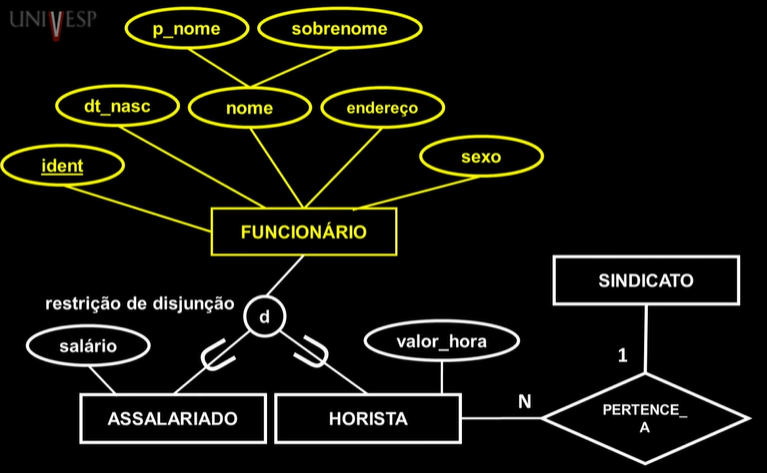 UNIVESP
p_nome
sobrenome
dt_nasc
nome
endereço
ident
sexo
FUNCIONÁRIO
SINDICATO
restrição de disjunção
d
salário
valor_hora
1
ASSALARIADO
HORISTA
N
PERTENCE_
A